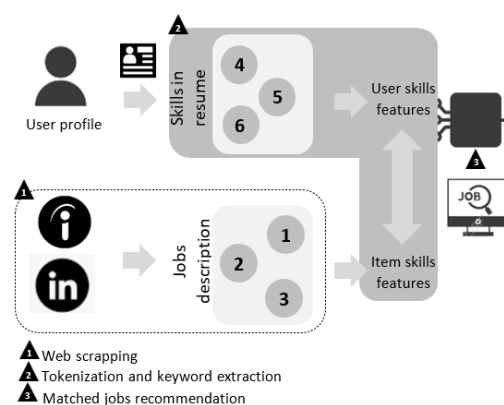 2
4
5
6
Skills in
resume
User profile
User skills
features
3
JOB
1
in
Jobs
description
1
2
3
Item skills
features
1 Web scrapping
2 Tokenization and keyword extraction
3 Matched jobs recommendation